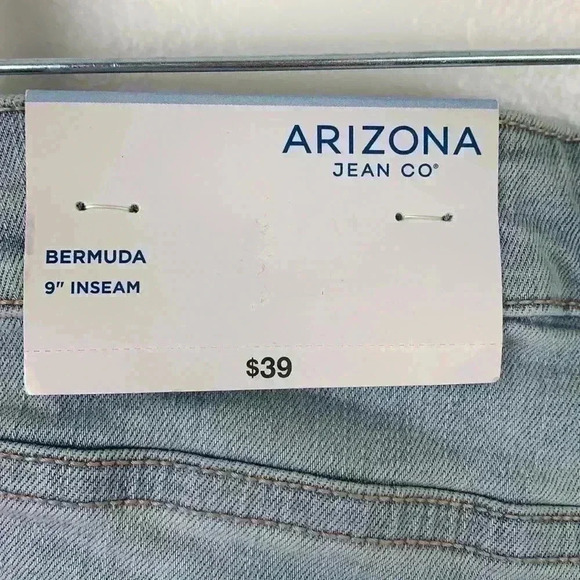 ARIZONA
JEAN CO®
BERMUDA
9" INSEAM
$39